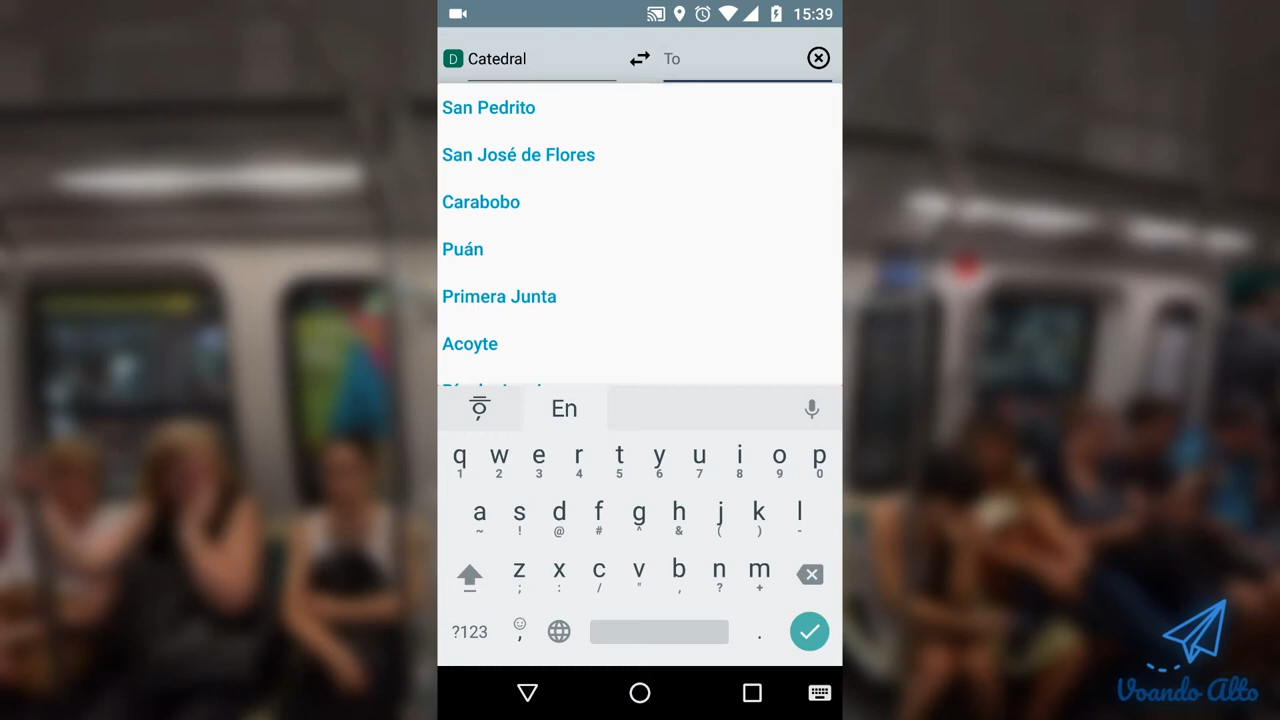 15:39
D Catedral To
San Pedrito
San José de Flores
Carabobo
Puán
Primera Junta
Acoyte
En
q w e r t y u i o p
1 2 3 4 5 6 7 8 9 0
a s d f g h j k l
~ ! @ # ^ & ( ) -
z x c v b n m
; : / " , ? +
?123 , .
Voando Alto